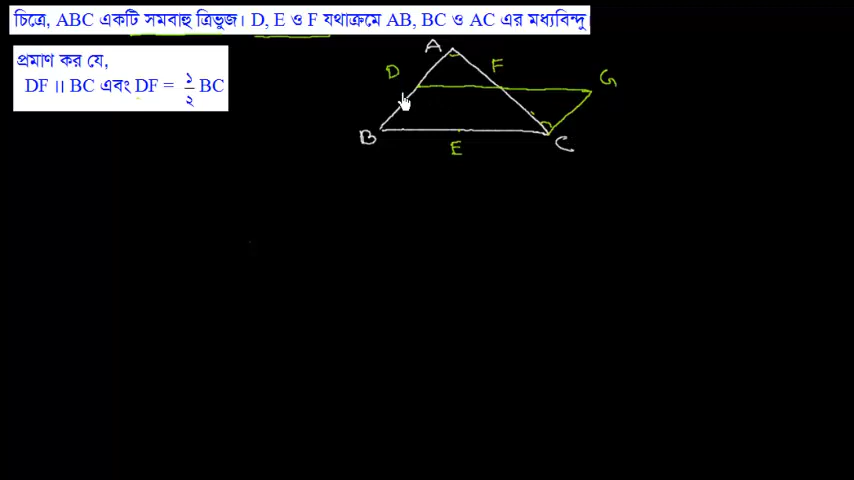 চিত্রে, ABC একটি সমবাহু ত্রিভুজ। D, E ও F যথাক্রমে AB, BC ও AC এর মধ্যবিন্দু।
প্রমাণ কর যে,
DF ।। BC এবং DF = ১/২ BC
A
F
D
G
B
E
C